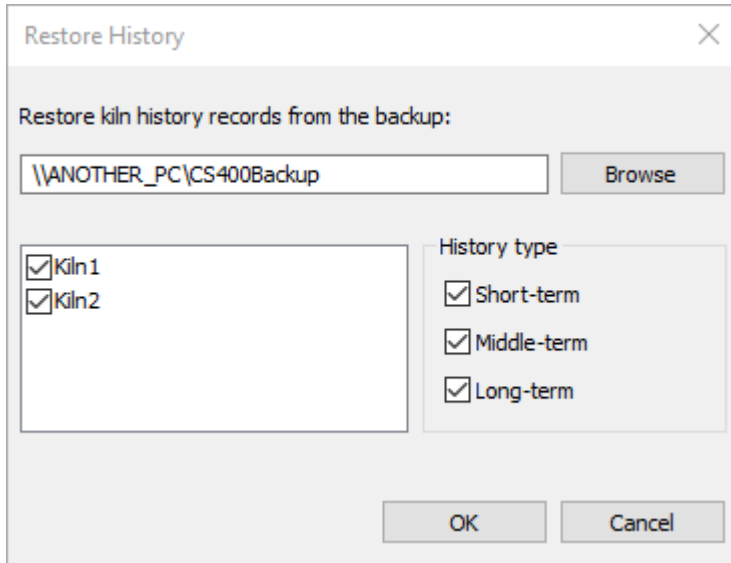 Restore History
Restore kiln history records from the backup:
\\ANOTHER_PC\CS400Backup
Browse
Kiln1
Kiln2
History type
Short-term
Middle-term
Long-term
OK
Cancel